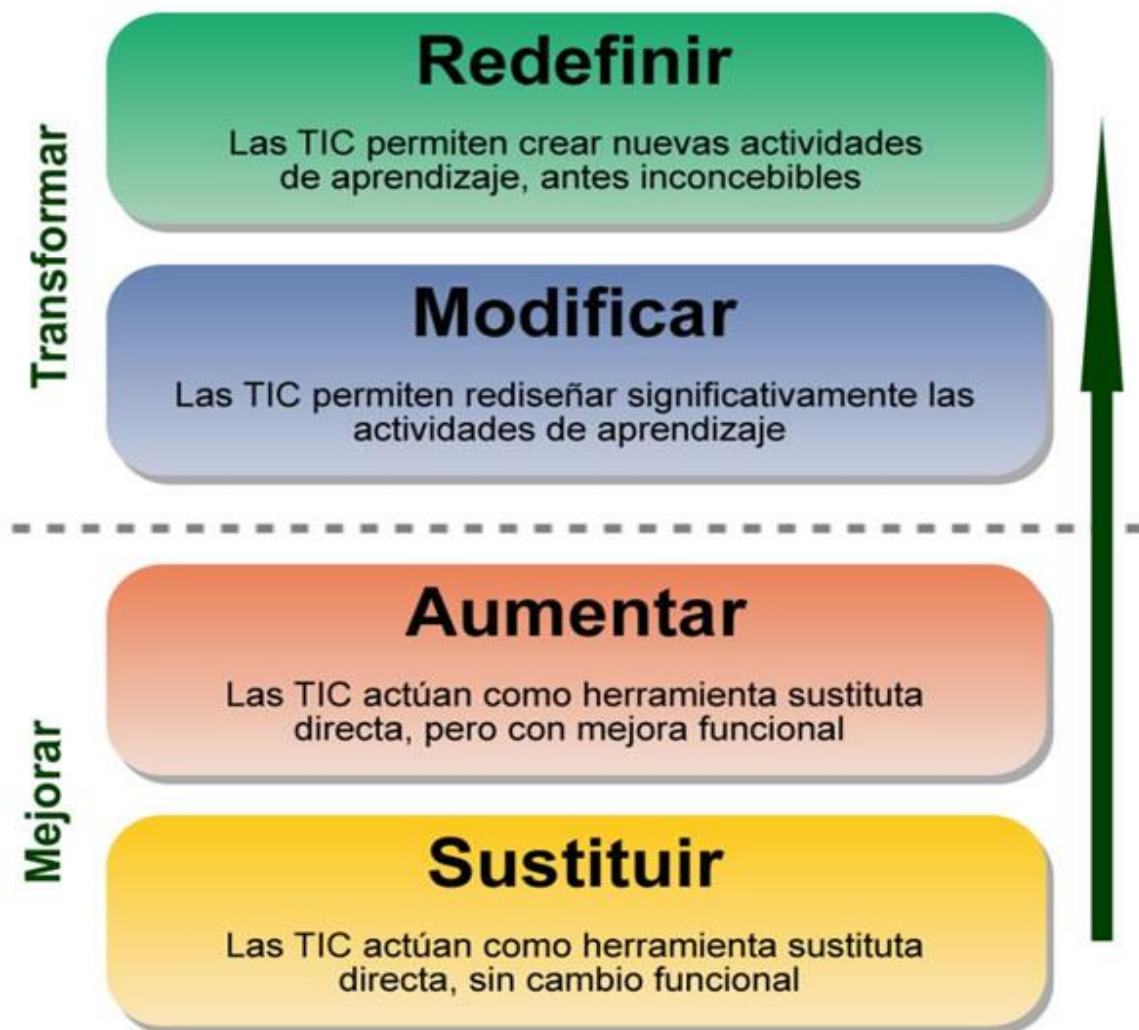 Transformar
Redefinir
Las TIC permiten crear nuevas actividades
de aprendizaje, antes inconcebibles
Modificar
Las TIC permiten rediseñar significativamente las
actividades de aprendizaje
Mejorar
Aumentar
Las TIC actúan como herramienta sustituta
directa, pero con mejora funcional
Sustituir
Las TIC actúan como herramienta sustituta
directa, sin cambio funcional